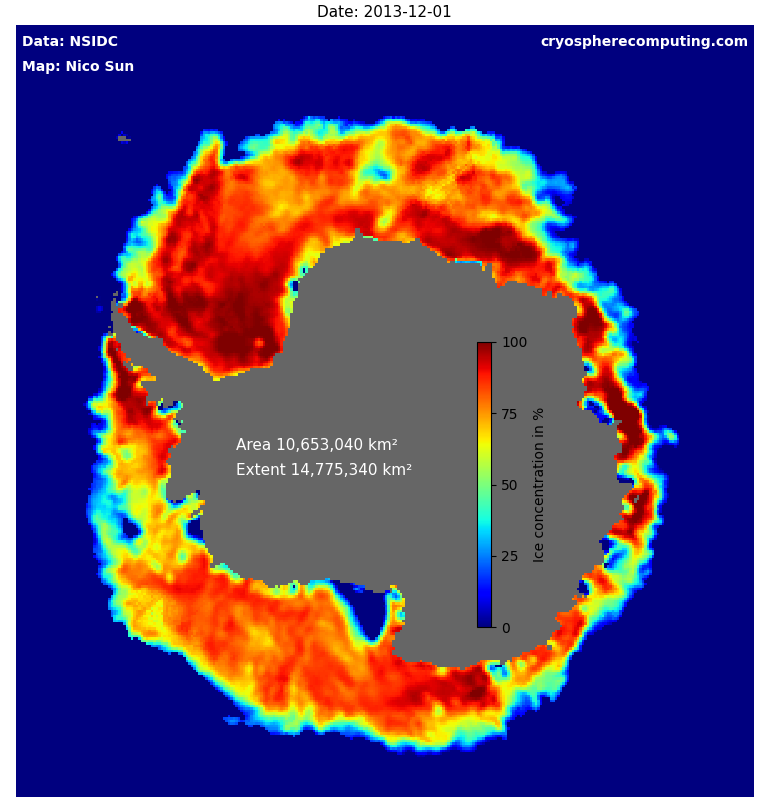 Date: 2013-12-01
Data: NSIDC
cryospherecomputing.com
Map: Nico Sun
100
75
50
25
0
Ice concentration in %
Area 10,653,040 km²
Extent 14,775,340 km²